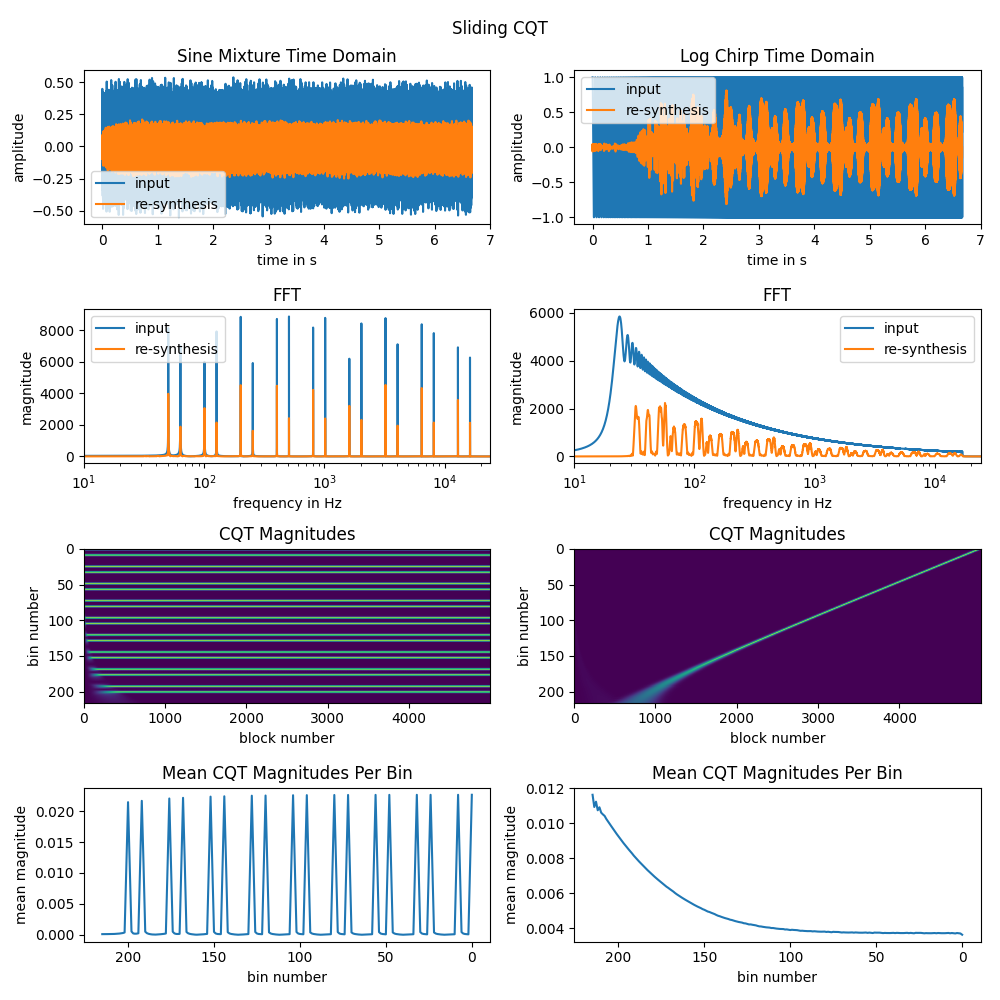 Sliding CQT
Sine Mixture Time Domain
amplitude
0.50
0.25
0.00
−0.25
−0.50
input
re-synthesis
0 1 2 3 4 5 6 7
time in s
Log Chirp Time Domain
amplitude
1.0
0.5
0.0
−0.5
−1.0
input
re-synthesis
0 1 2 3 4 5 6 7
time in s
FFT
magnitude
8000
6000
4000
2000
0
input
re-synthesis
10¹ 10² 10³ 10⁴
frequency in Hz
FFT
magnitude
6000
4000
2000
0
input
re-synthesis
10¹ 10² 10³ 10⁴
frequency in Hz
CQT Magnitudes
bin number
0
50
100
150
200
0 1000 2000 3000 4000
block number
CQT Magnitudes
bin number
0
50
100
150
200
0 1000 2000 3000 4000
block number
Mean CQT Magnitudes Per Bin
mean magnitude
0.020
0.015
0.010
0.005
0.000
200 150 100 50 0
bin number
Mean CQT Magnitudes Per Bin
mean magnitude
0.012
0.010
0.008
0.006
0.004
200 150 100 50 0
bin number